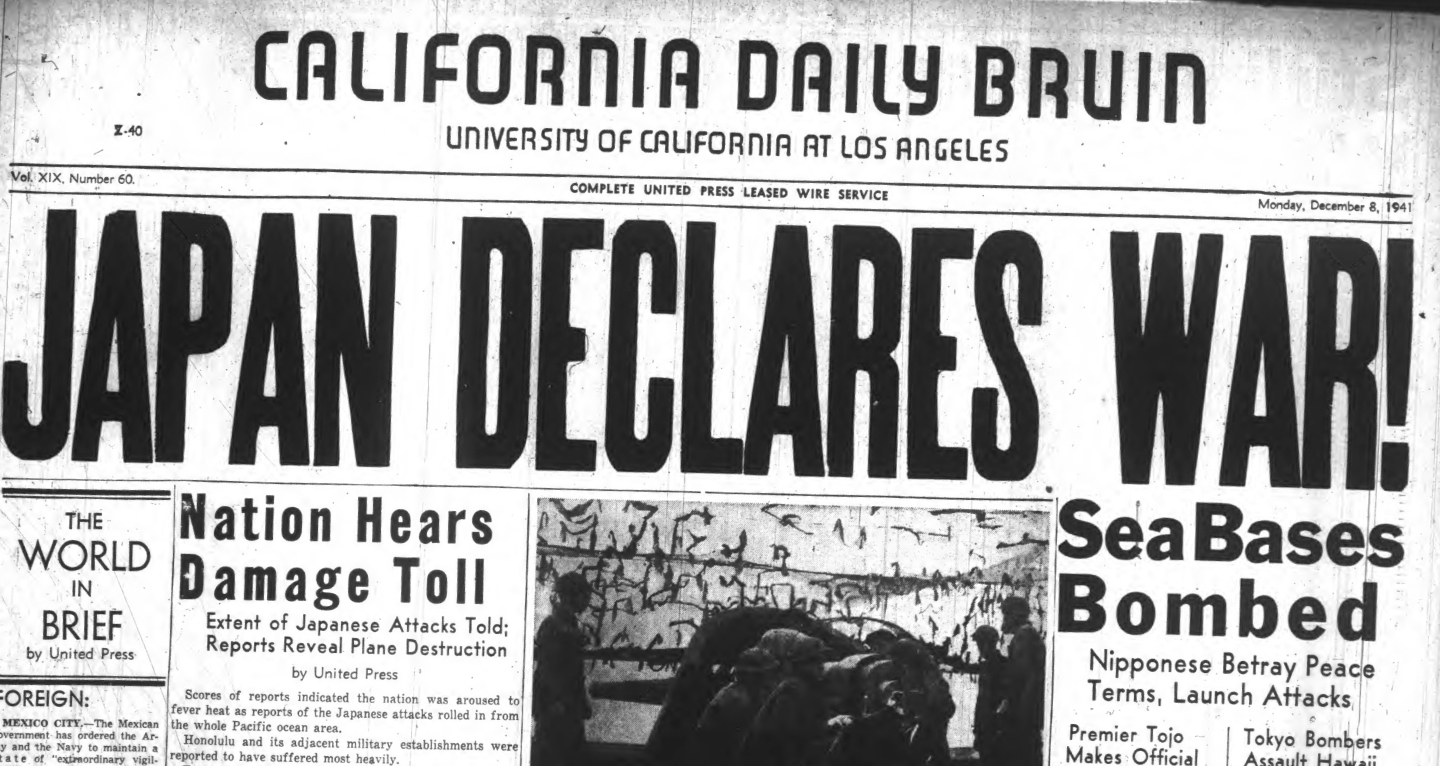 CALIFORNIA DAILY BRUIN
Z-40
UNIVERSITY OF CALIFORNIA AT LOS ANGELES
Vol. XIX, Number 60.
COMPLETE UNITED PRESS LEASED WIRE SERVICE
Monday, December 8, 1941
JAPAN DECLARES WAR!
THE
WORLD
IN
BRIEF
by United Press
FOREIGN:
MEXICO CITY,—The Mexican
overnment has ordered the Ar-
y and the Navy to maintain a
tate of "extraordinary vigil-
Nation Hears
Damage Toll
Extent of Japanese Attacks Told;
Reports Reveal Plane Destruction
by United Press
Scores of reports indicated the nation was aroused to
fever heat as reports of the Japanese attacks rolled in from
the whole Pacific ocean area.
Honolulu and its adjacent military establishments were
reported to have suffered most heavily.
Sea Bases
Bombed
Nipponese Betray Peace
Terms, Launch Attacks
Premier Tojo
Makes Official
Tokyo Bombers
Assault Hawaii